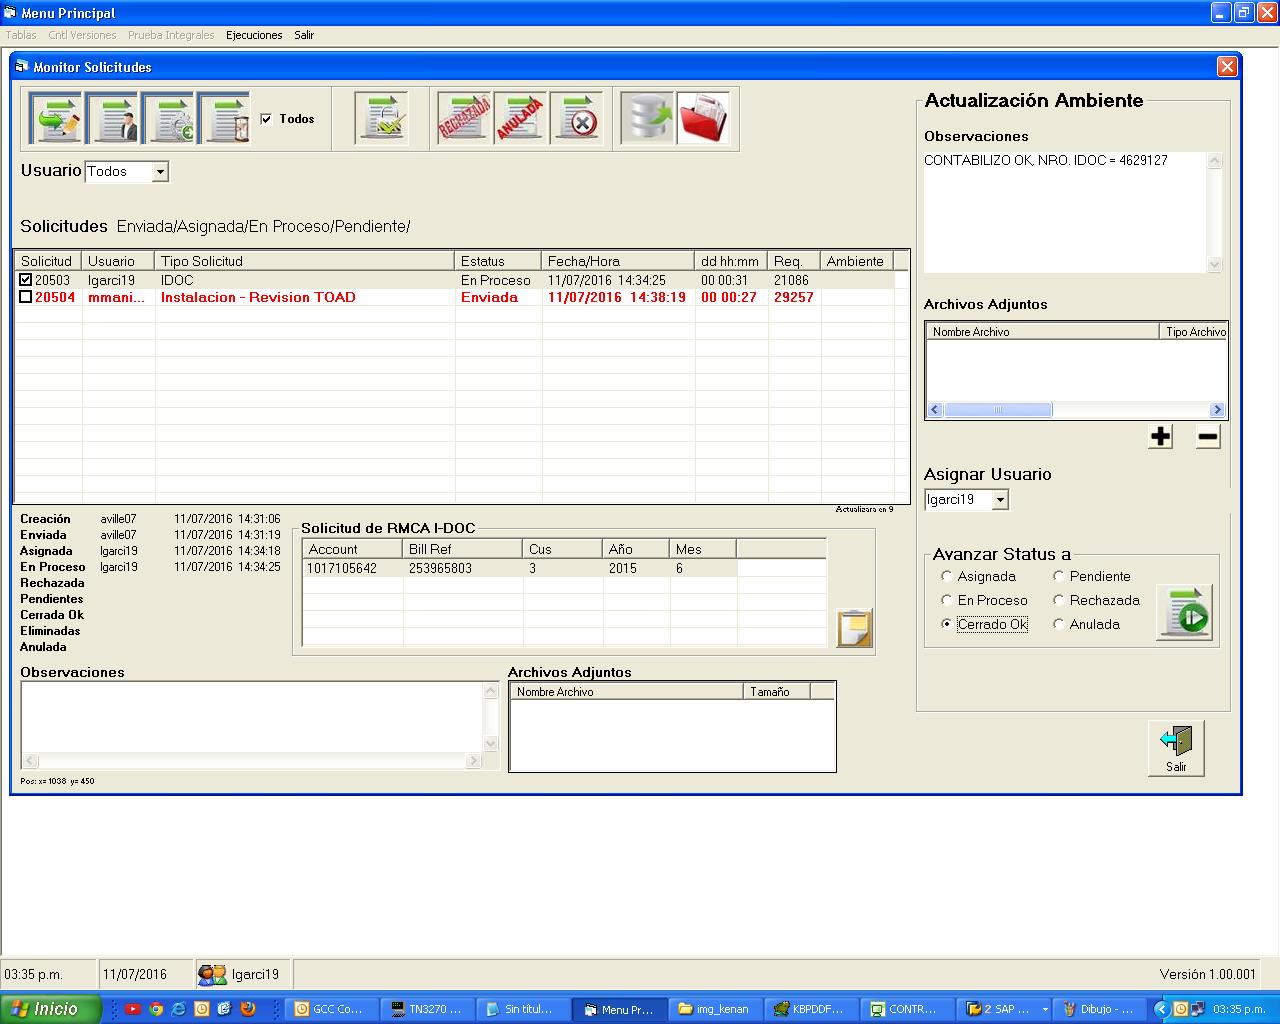 Menu Principal
Tablas Cntl Versiones Prueba Integrales Ejecuciones Salir
Monitor Solicitudes
Todos
RECHAZADA
ANULADA
Usuario Todos
Solicitudes Enviada/Asignada/En Proceso/Pendiente/
Solicitud Usuario Tipo Solicitud Estatus Fecha/Hora dd hh:mm Req. Ambiente
20503 lgarci19 IDOC En Proceso 11/07/2016 14:34:25 00 00:31 21086
20504 mmani... Instalacion - Revision TOAD Enviada 11/07/2016 14:38:19 00 00:27 29257
Actualizara en 9
Creación aville07 11/07/2016 14:31:06
Enviada aville07 11/07/2016 14:31:19
Asignada lgarci19 11/07/2016 14:34:18
En Proceso lgarci19 11/07/2016 14:34:25
Rechazada
Pendientes
Cerrada Ok
Eliminadas
Anulada
Solicitud de RMCA I-DOC
Account Bill Ref Cus Año Mes
1017105642 253965803 3 2015 6
Observaciones
Archivos Adjuntos
Nombre Archivo Tamaño
Pos: x= 1038 y= 450
Actualización Ambiente
Observaciones
CONTABILIZO OK, NRO. IDOC = 4629127
Archivos Adjuntos
Nombre Archivo Tipo Archivo
Asignar Usuario
lgarci19
Avanzar Status a
Asignada Pendiente
En Proceso Rechazada
Cerrado Ok Anulada
Salir
03:35 p.m. 11/07/2016 lgarci19 Versión 1.00.001
Inicio GCC Co... TN3270 ... Sin títul... Menu Pr... img_kenan KBPDDF... CONTR... 2 SAP ... Dibujo - ... 03:35 p.m.